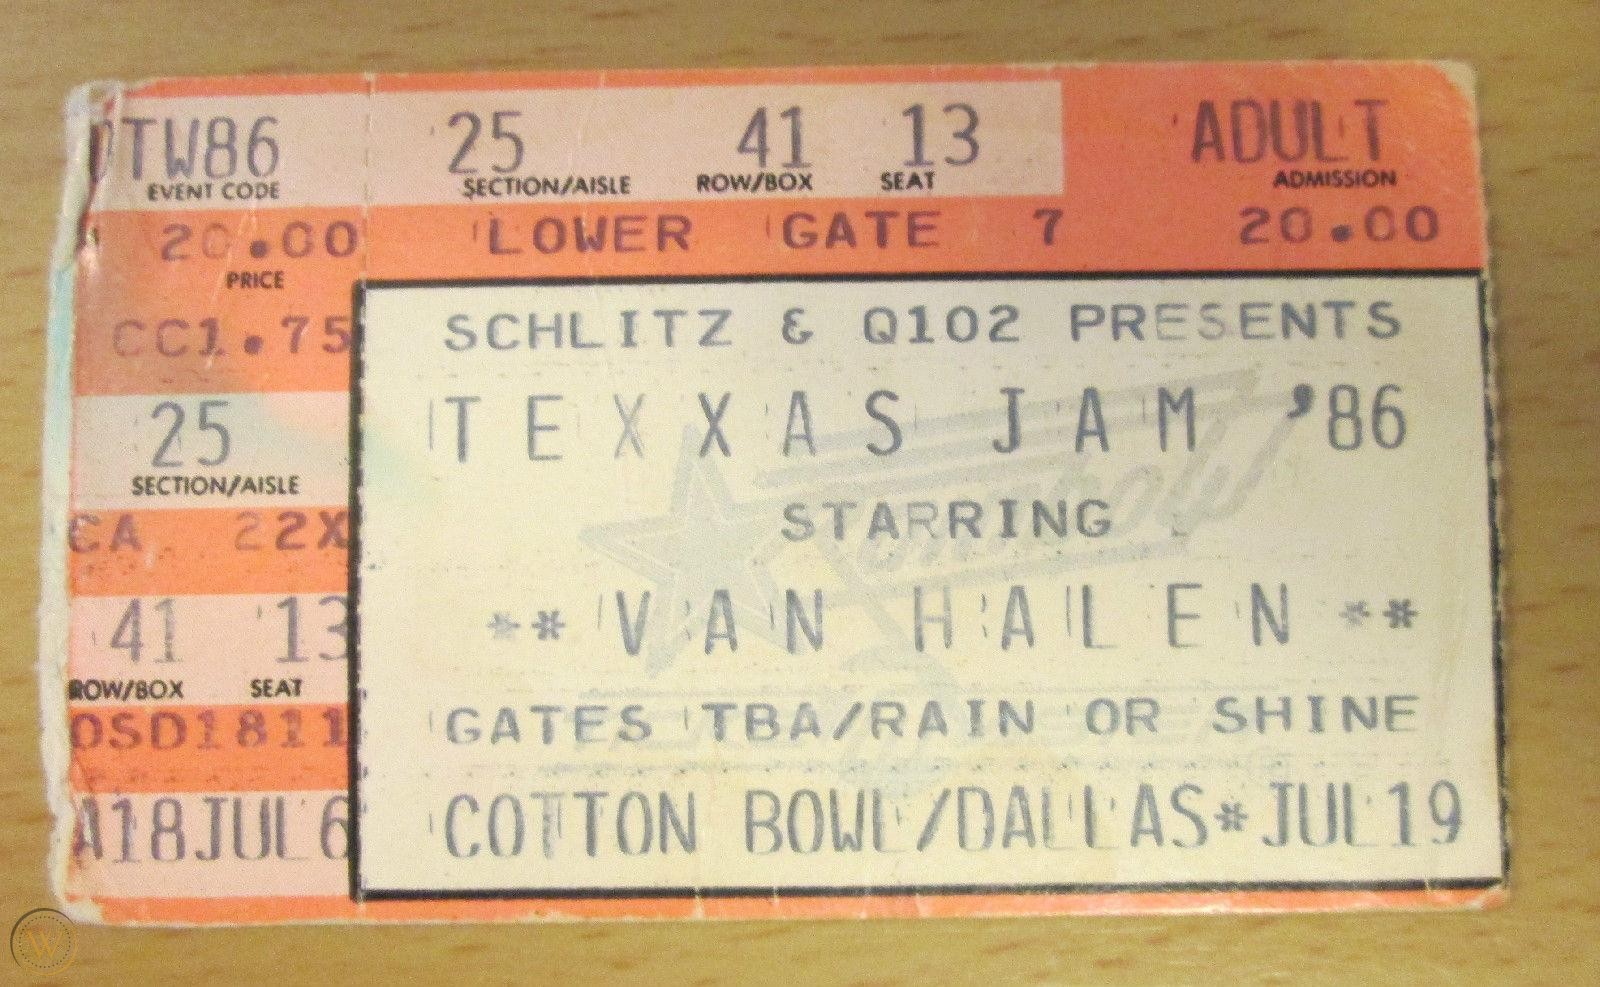 TW86 25 41 13 ADULT
EVENT CODE SECTION/AISLE ROW/BOX SEAT ADMISSION
20.00 LOWER GATE 7 20.00
PRICE
CC1.75
25
SECTION/AISLE
CA 22X
41 13
ROW/BOX SEAT
OSD1811
A18JUL6
SCHLITZ & Q102 PRESENTS
TEXXAS JAM '86
STARRING
** VAN HALEN **
GATES TBA/RAIN OR SHINE
COTTON BOWL/DALLAS*JUL19
W